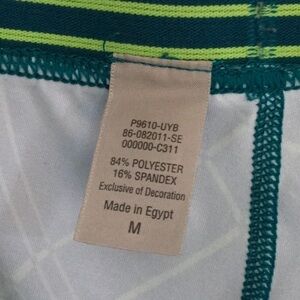 P9610-UYB
86-082011-SE
000000-C311
84% POLYESTER
16% SPANDEX
Exclusive of Decoration
Made in Egypt
M